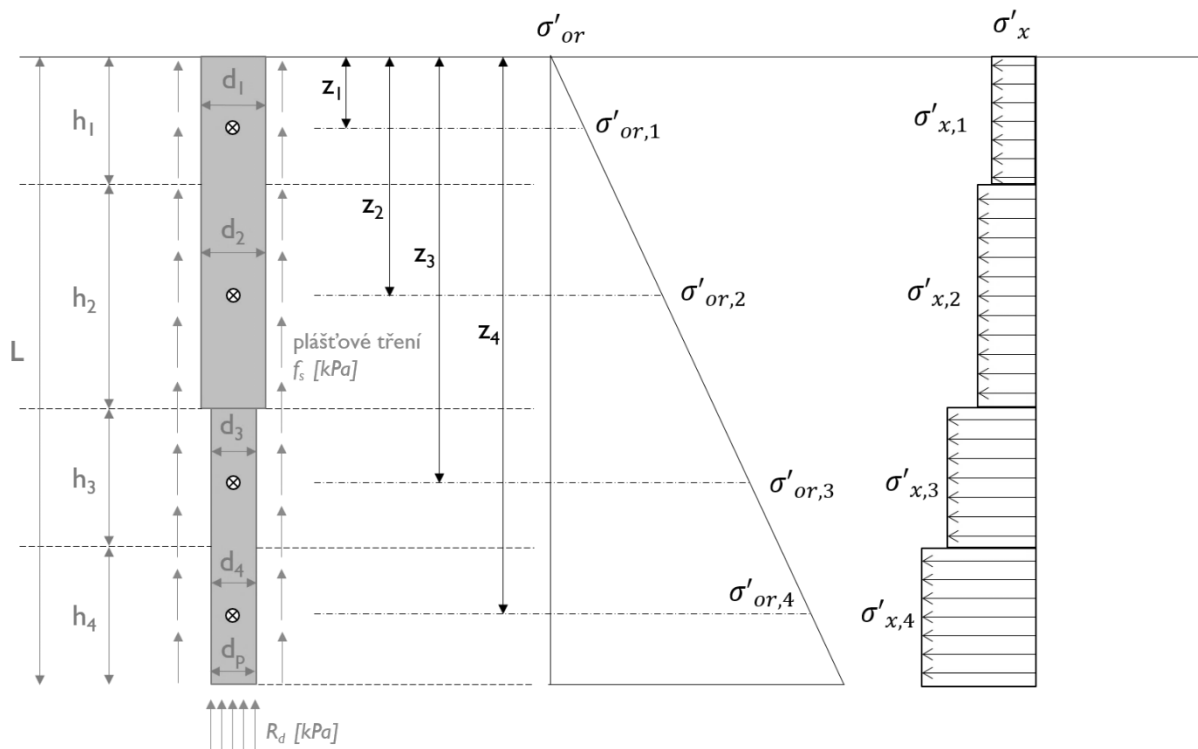 σ'or
σ'x
d1
z1
h1
σ'or,1
σ'x,1
z2
d2
z3
h2
σ'or,2
σ'x,2
z4
L
plášťové tření
fs [kPa]
d3
h3
σ'or,3
σ'x,3
d4
σ'or,4
h4
σ'x,4
dp
Rd [kPa]